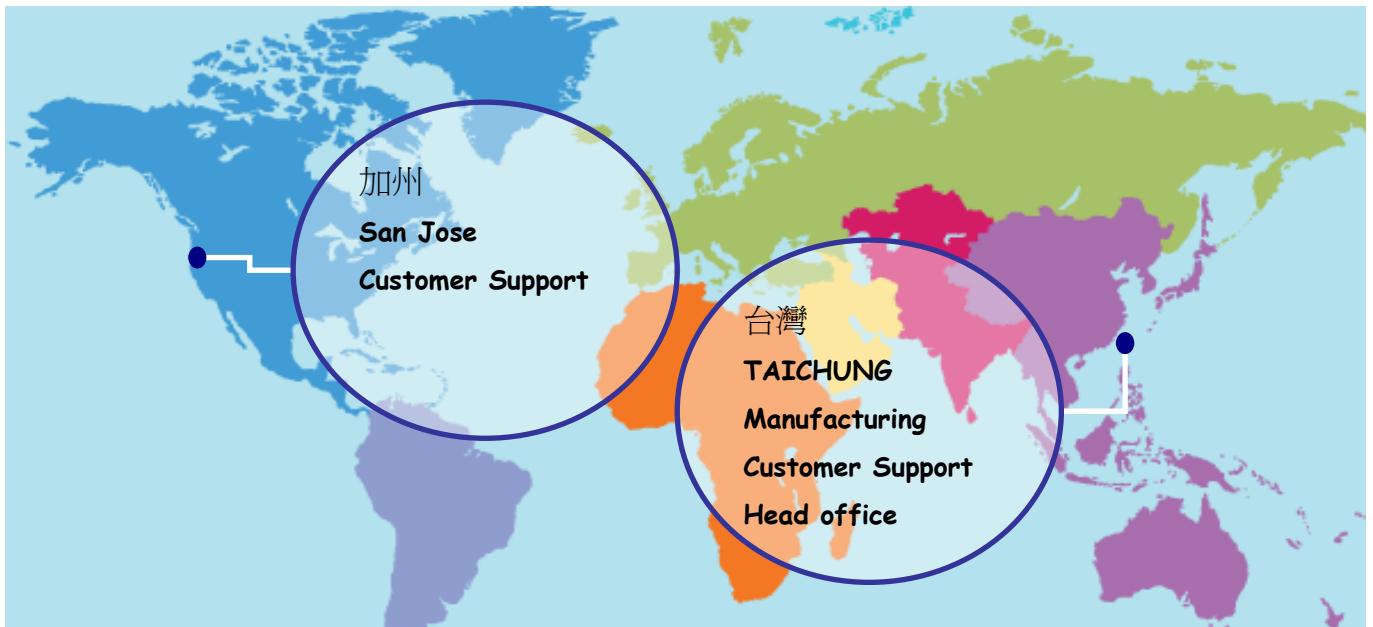 加州
San Jose
Customer Support
台灣
TAICHUNG
Manufacturing
Customer Support
Head office